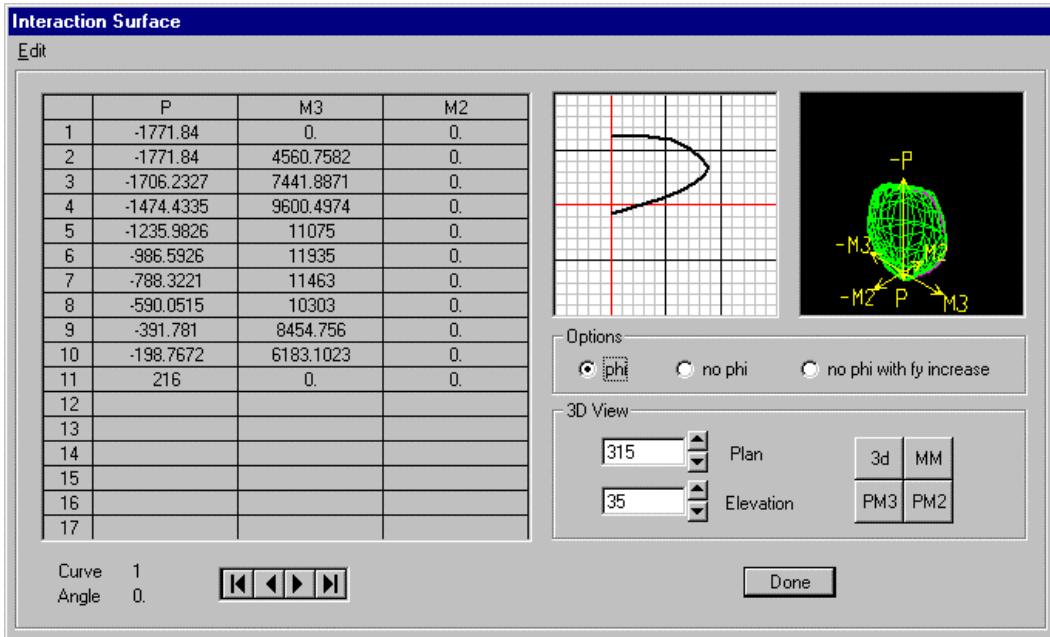 Interaction Surface
Edit
P M3 M2
1 -1771.84 0. 0.
2 -1771.84 4560.7582 0.
3 -1706.2327 7441.8871 0.
4 -1474.4335 9600.4974 0.
5 -1235.9826 11075 0.
6 -986.5926 11935 0.
7 -788.3221 11463 0.
8 -590.0515 10303 0.
9 -391.781 8454.756 0.
10 -198.7672 6183.1023 0.
11 216 0. 0.
12
13
14
15
16
17
Curve 1
Angle 0.
-P
-M3 M2
-M2 P M3
Options
phi no phi no phi with fy increase
3D View
315 Plan 3d MM
35 Elevation PM3 PM2
Done